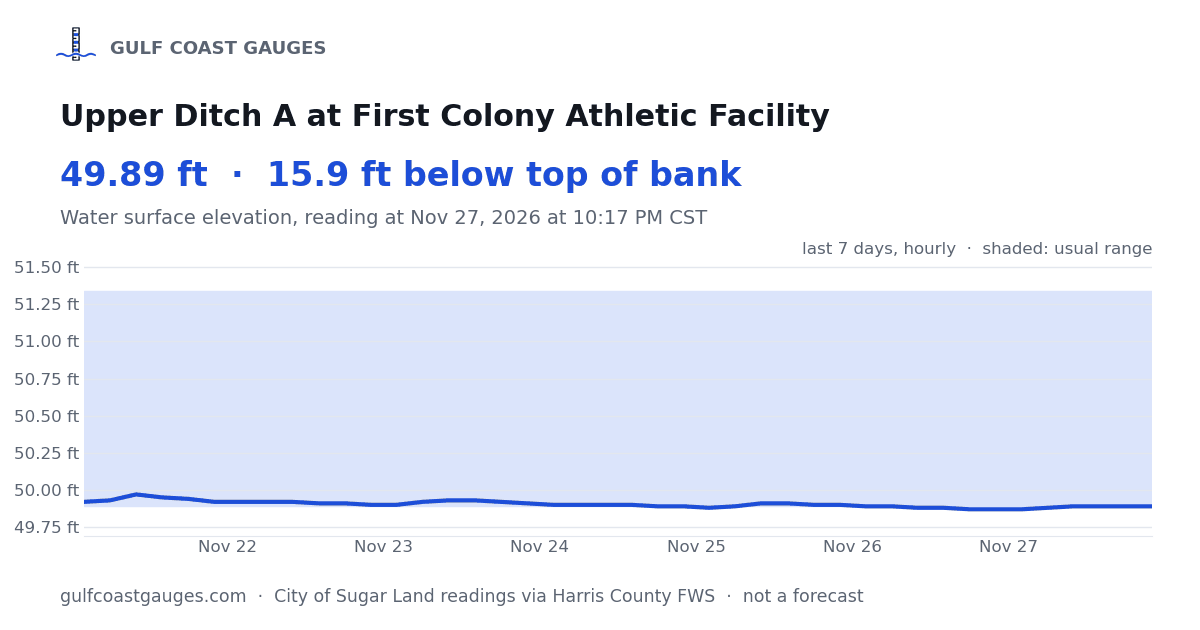 GULF COAST GAUGES
Upper Ditch A at First Colony Athletic Facility
49.89 ft · 15.9 ft below top of bank
Water surface elevation, reading at Nov 27, 2026 at 10:17 PM CST
last 7 days, hourly · shaded: usual range
51.50 ft
51.25 ft
51.00 ft
50.75 ft
50.50 ft
50.25 ft
50.00 ft
49.75 ft
Nov 22 Nov 23 Nov 24 Nov 25 Nov 26 Nov 27
gulfcoastgauges.com · City of Sugar Land readings via Harris County FWS · not a forecast